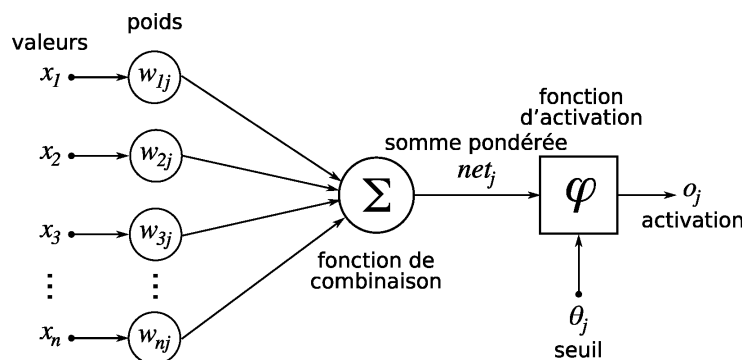 poids
valeurs
x1 w1j
x2 w2j
x3 w3j
xn wnj
Σ
fonction de
combinaison
somme pondérée
netj
fonction
d'activation
φ
oj
activation
θj
seuil